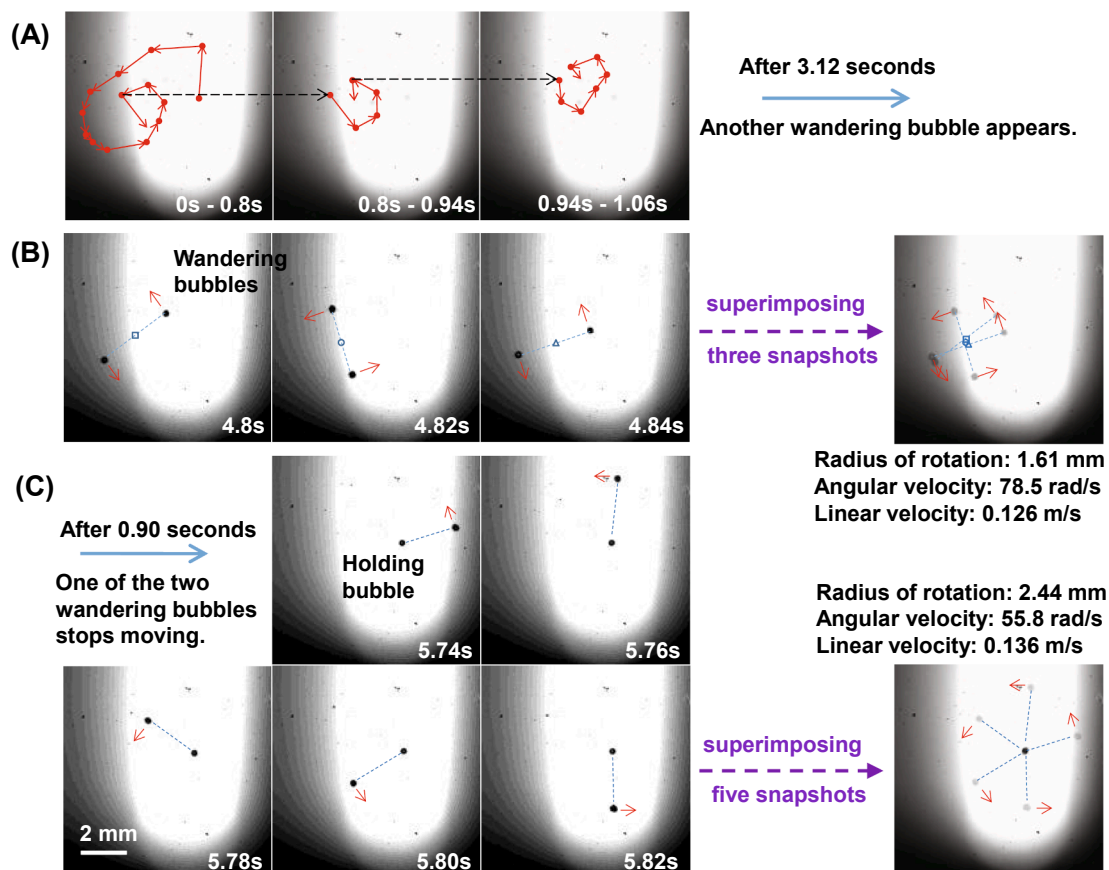 (A)
0s - 0.8s
0.8s - 0.94s
0.94s - 1.06s
After 3.12 seconds
Another wandering bubble appears.
(B)
Wandering
bubbles
4.8s
4.82s
4.84s
superimposing
three snapshots
Radius of rotation: 1.61 mm
Angular velocity: 78.5 rad/s
Linear velocity: 0.126 m/s
(C)
After 0.90 seconds
One of the two
wandering bubbles
stops moving.
Holding
bubble
5.74s
5.76s
Radius of rotation: 2.44 mm
Angular velocity: 55.8 rad/s
Linear velocity: 0.136 m/s
2 mm
5.78s
5.80s
5.82s
superimposing
five snapshots